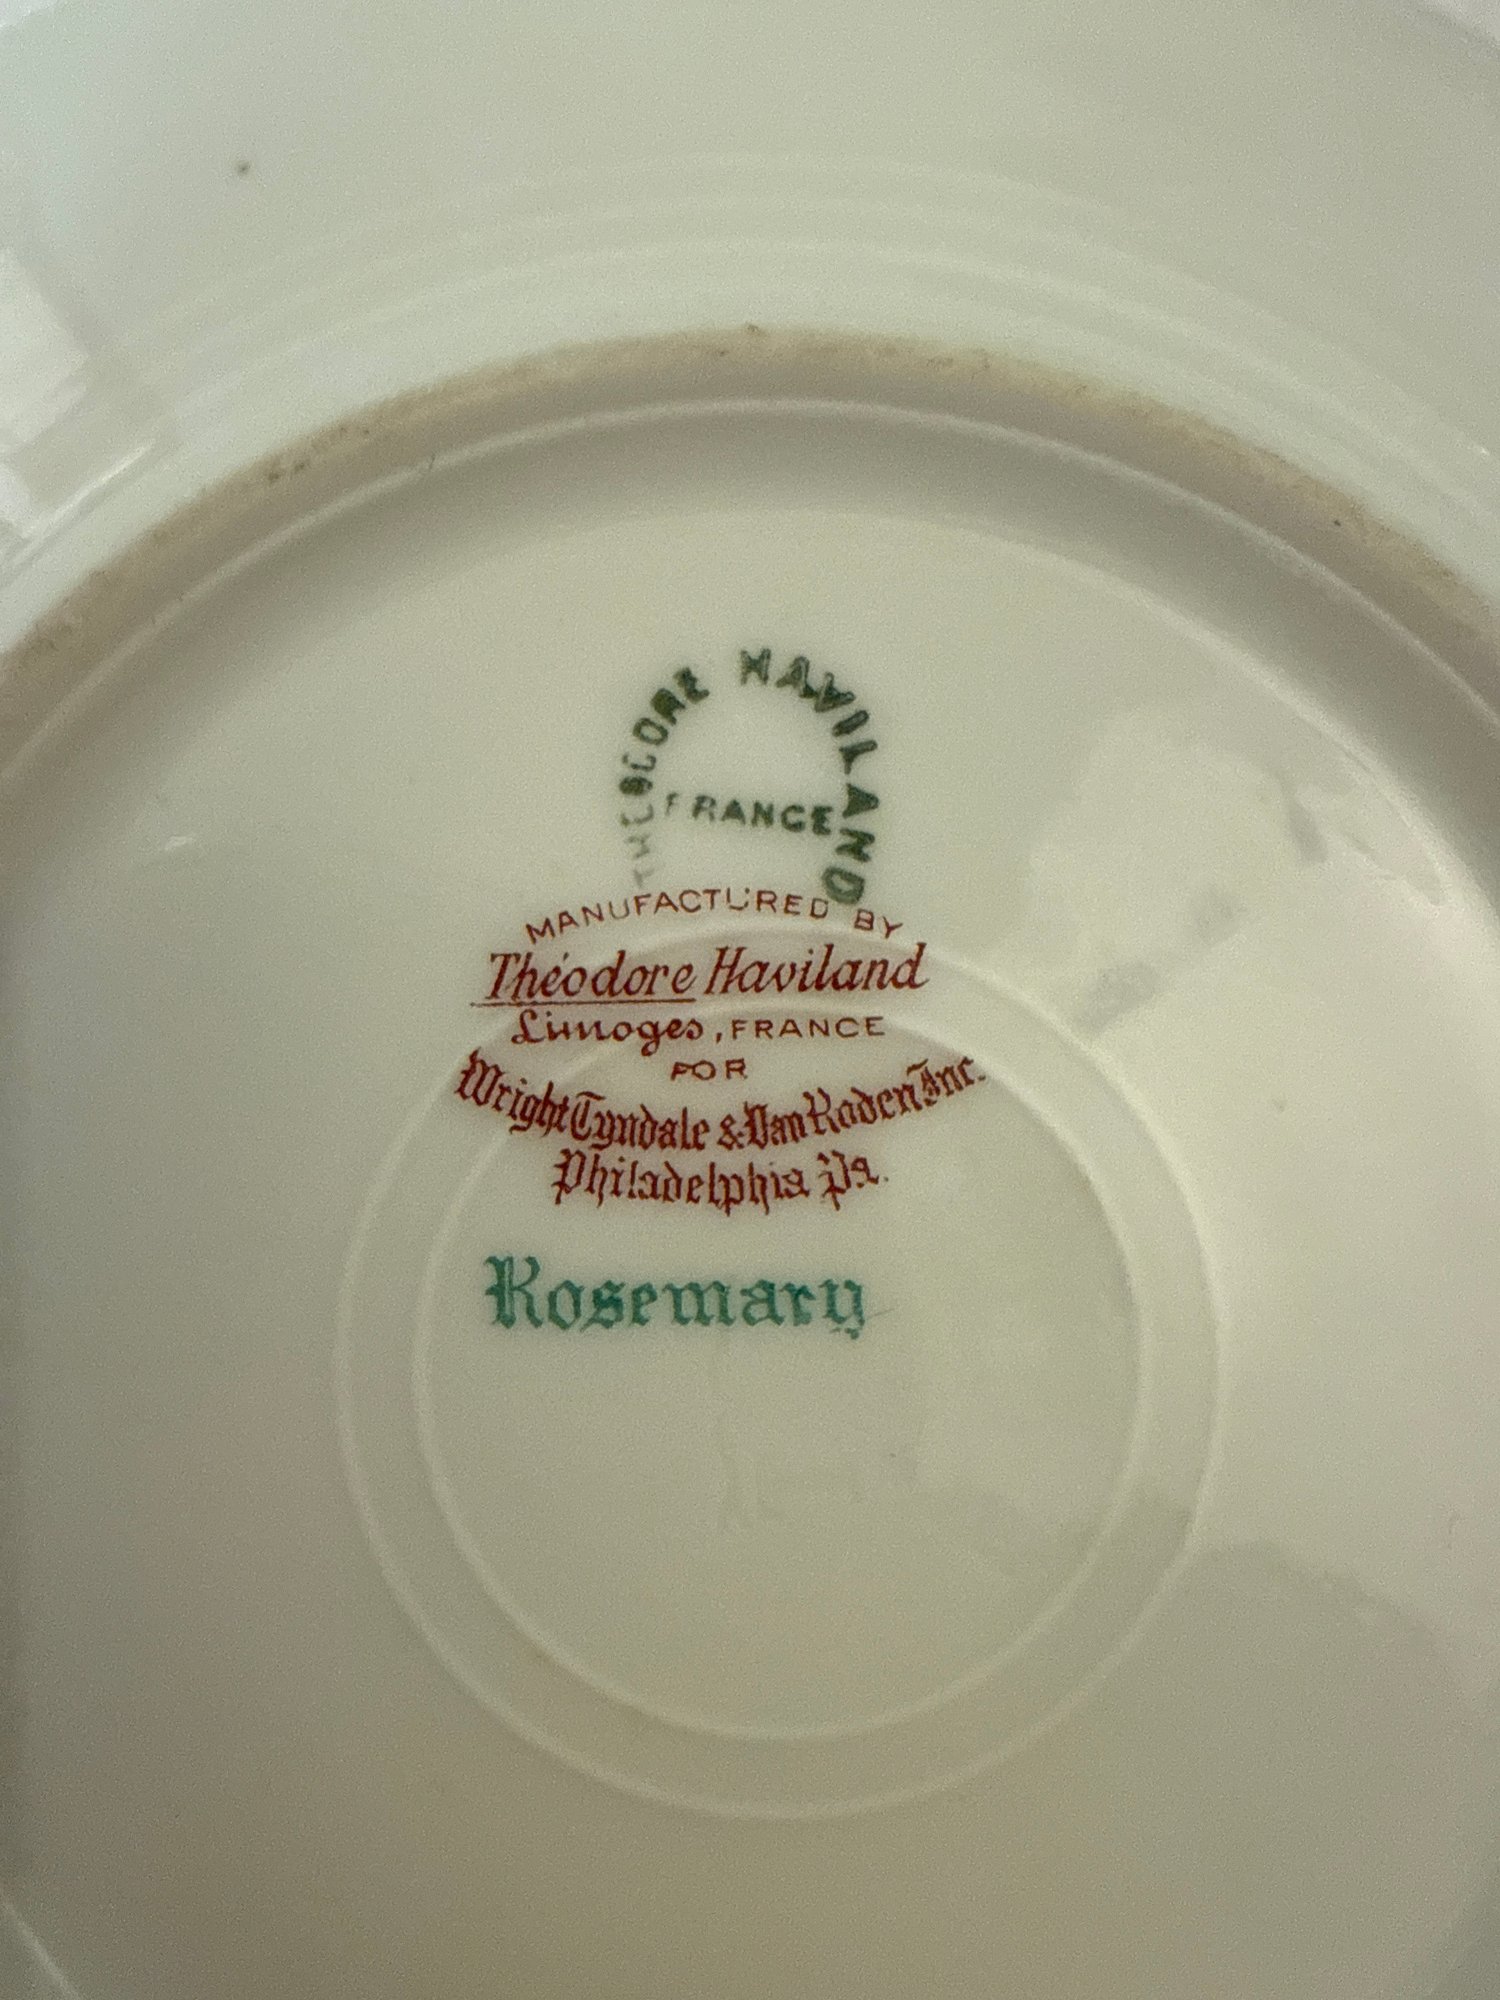 THEODORE HAVILAND
FRANCE
MANUFACTURED BY
Théodore Haviland
Limoges, FRANCE
FOR
Wright Tyndale & Van Roden Inc.
Philadelphia Pa.
Rosemary